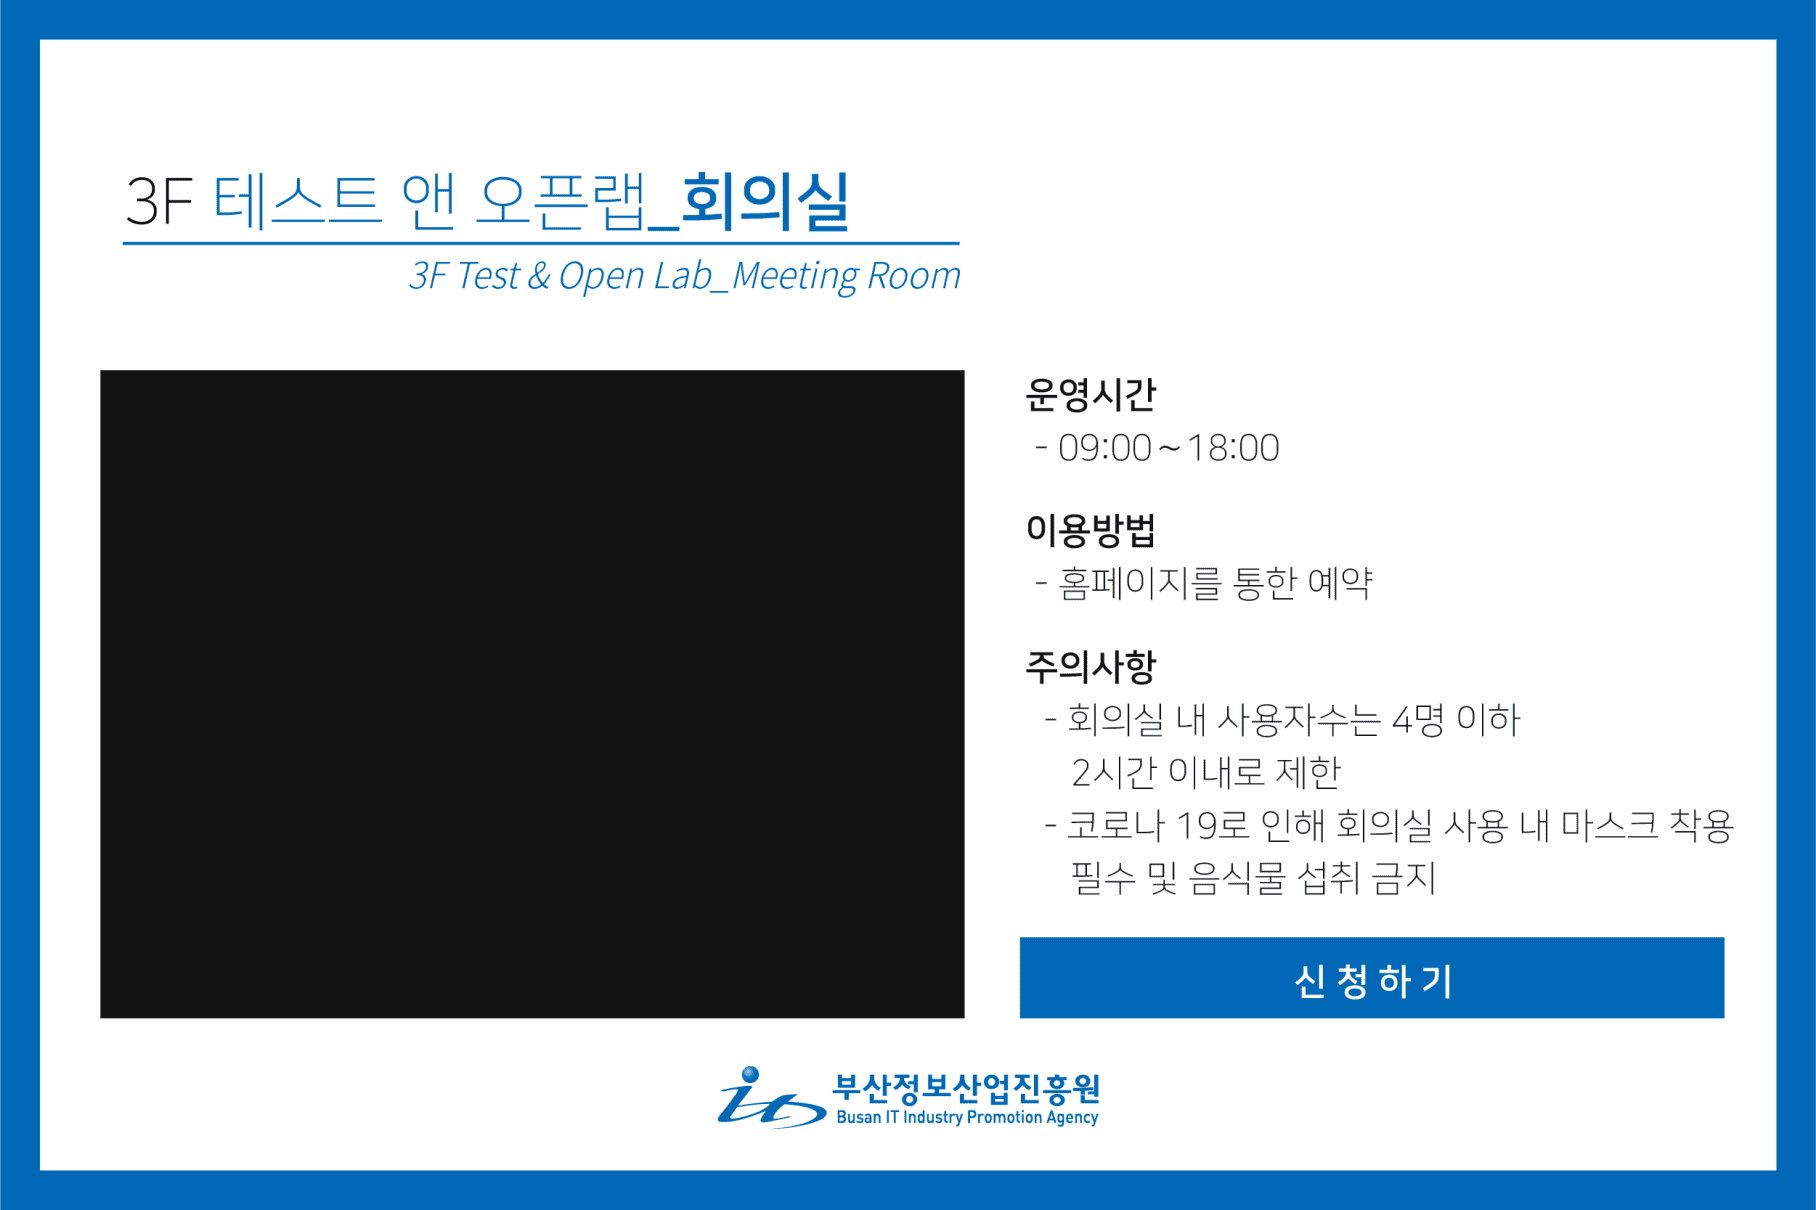 3F 테스트 앤 오픈랩_회의실
3F Test & Open Lab_Meeting Room
운영시간
- 09:00~18:00
이용방법
- 홈페이지를 통한 예약
주의사항
- 회의실 내 사용자수는 4명 이하
2시간 이내로 제한
- 코로나 19로 인해 회의실 사용 내 마스크 착용
필수 및 음식물 섭취 금지
신청하기
부산정보산업진흥원
Busan IT Industry Promotion Agency